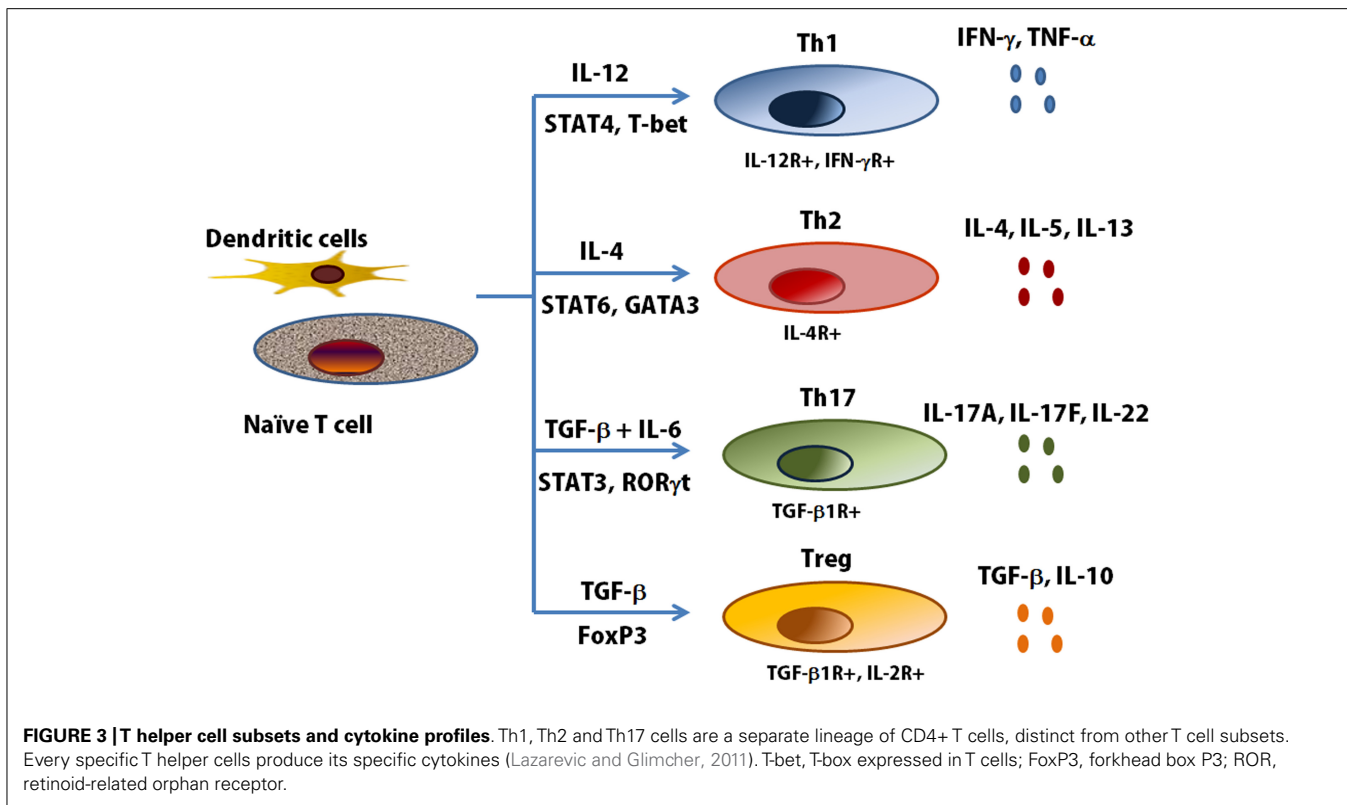 Dendritic cells
Naïve T cell
IL-12
STAT4, T-bet
Th1
IL-12R+, IFN-γR+
IFN-γ, TNF-α
IL-4
STAT6, GATA3
Th2
IL-4R+
IL-4, IL-5, IL-13
TGF-β + IL-6
STAT3, RORγt
Th17
TGF-β1R+
IL-17A, IL-17F, IL-22
TGF-β
FoxP3
Treg
TGF-β1R+, IL-2R+
TGF-β, IL-10
FIGURE 3 | T helper cell subsets and cytokine profiles. Th1, Th2 and Th17 cells are a separate lineage of CD4+ T cells, distinct from other T cell subsets.
Every specific T helper cells produce its specific cytokines (Lazarevic and Glimcher, 2011). T-bet, T-box expressed in T cells; FoxP3, forkhead box P3; ROR,
retinoid-related orphan receptor.